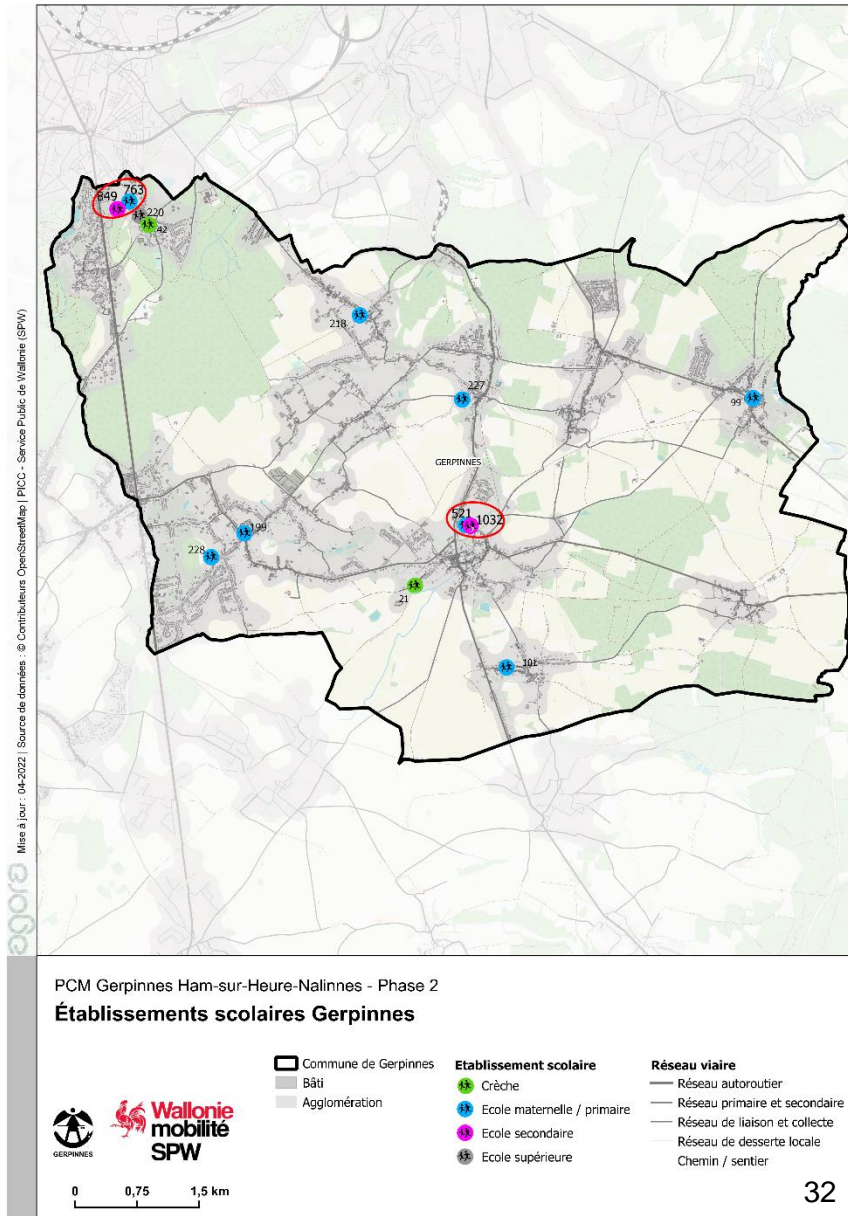 849 763
220
42
218
227
99
GERPINNES
521
1032
199
228
21
101
agora Mise à jour : 04-2022 | Source de données : © Contributeurs OpenStreetMap | PICC - Service Public de Wallonie (SPW)
PCM Gerpinnes Ham-sur-Heure-Nalinnes - Phase 2
Établissements scolaires Gerpinnes
Commune de Gerpinnes
Bâti
Agglomération
Etablissement scolaire
Crèche
Ecole maternelle / primaire
Ecole secondaire
Ecole supérieure
Réseau viaire
Réseau autoroutier
Réseau primaire et secondaire
Réseau de liaison et collecte
Réseau de desserte locale
Chemin / sentier
GERPINNES
Wallonie
mobilité
SPW
0 0,75 1,5 km
32